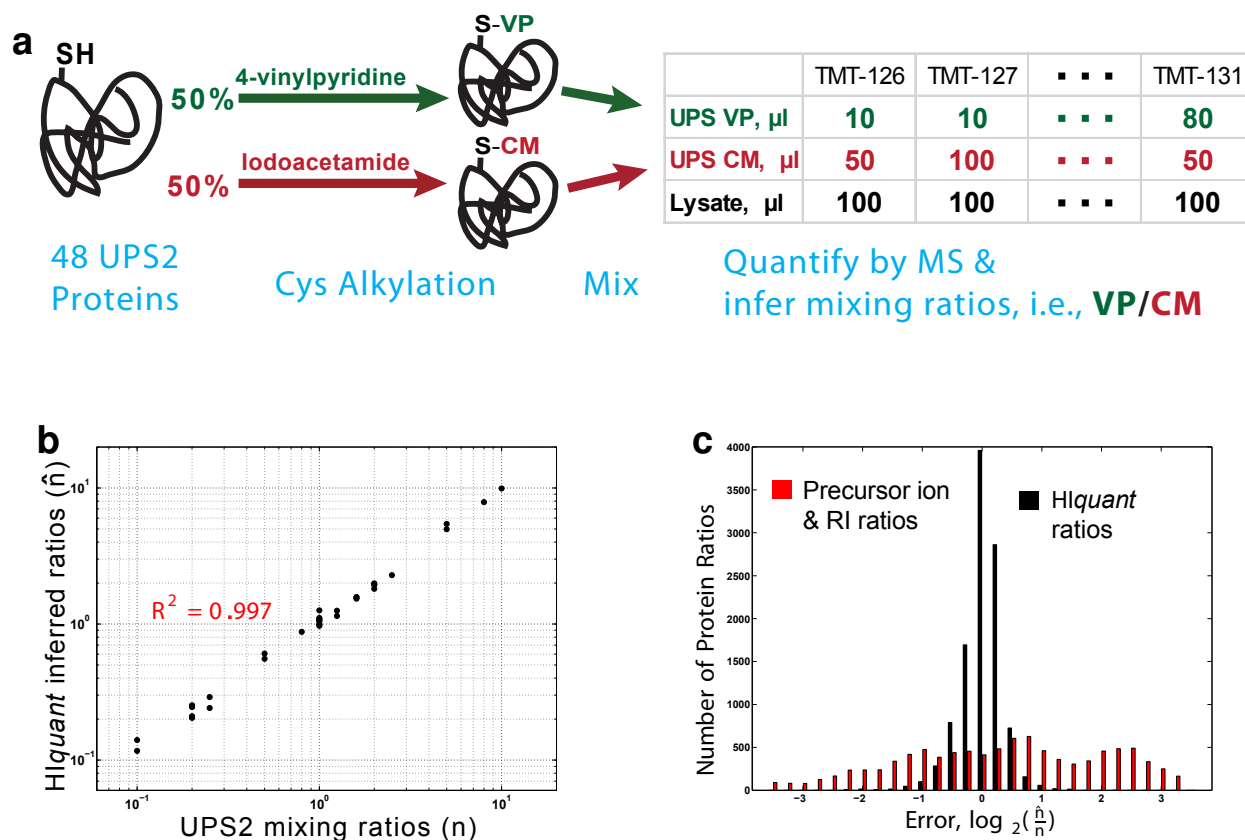 a
SH
50%
4-vinylpyridine
S-VP
50%
Iodoacetamide
S-CM
48 UPS2
Proteins
Cys Alkylation
Mix
TMT-126 TMT-127 ▪ ▪ ▪ TMT-131
UPS VP, µl 10 10 ▪ ▪ ▪ 80
UPS CM, µl 50 100 ▪ ▪ ▪ 50
Lysate, µl 100 100 ▪ ▪ ▪ 100
Quantify by MS &
infer mixing ratios, i.e., VP/CM
b
HIquant inferred ratios (n̂)
10¹
10⁰
10⁻¹
R² = 0.997
10⁻¹ 10⁰ 10¹
UPS2 mixing ratios (n)
c
Number of Protein Ratios
4000
3500
3000
2500
2000
1500
1000
500
0
Precursor ion
& RI ratios
HIquant
ratios
−3 −2 −1 0 1 2 3
Error, log ₂(n̂/n)